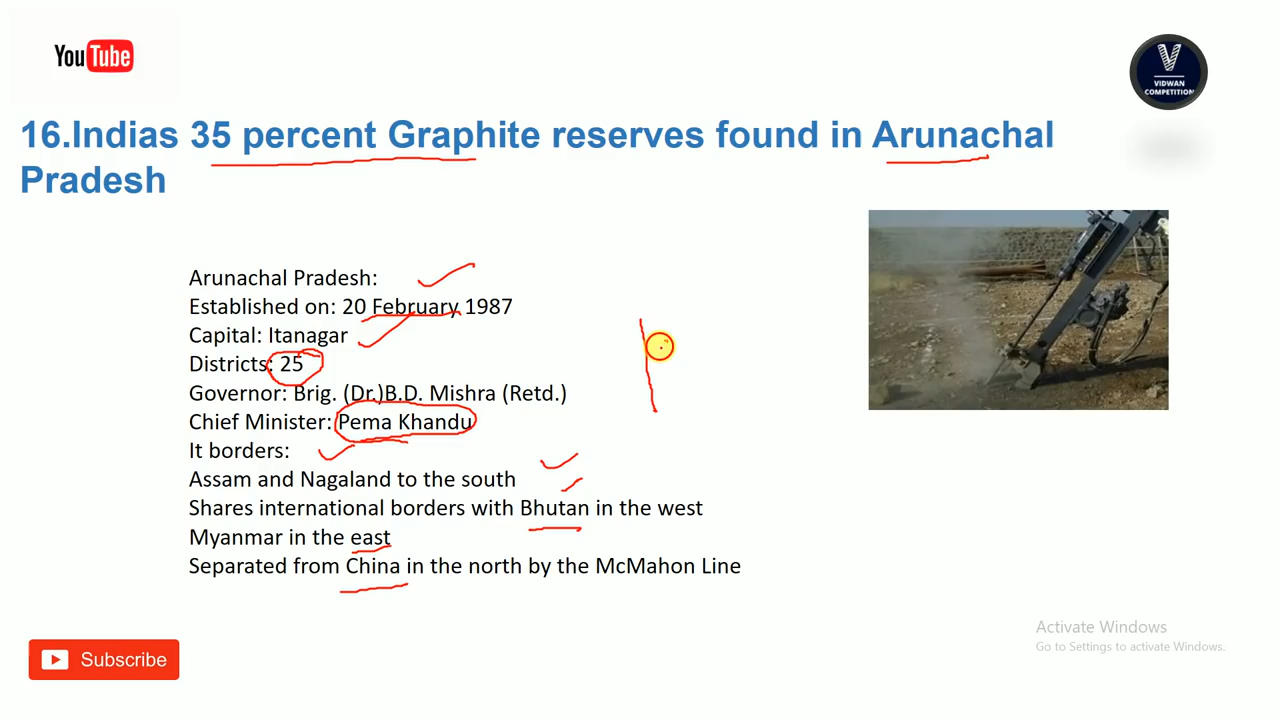 YouTube
VIDWAN
COMPETITION
16.Indias 35 percent Graphite reserves found in Arunachal
Pradesh
Arunachal Pradesh:
Established on: 20 February 1987
Capital: Itanagar
Districts: 25
Governor: Brig. (Dr.)B.D. Mishra (Retd.)
Chief Minister: Pema Khandu
It borders:
Assam and Nagaland to the south
Shares international borders with Bhutan in the west
Myanmar in the east
Separated from China in the north by the McMahon Line
Activate Windows
Go to Settings to activate Windows.
Subscribe